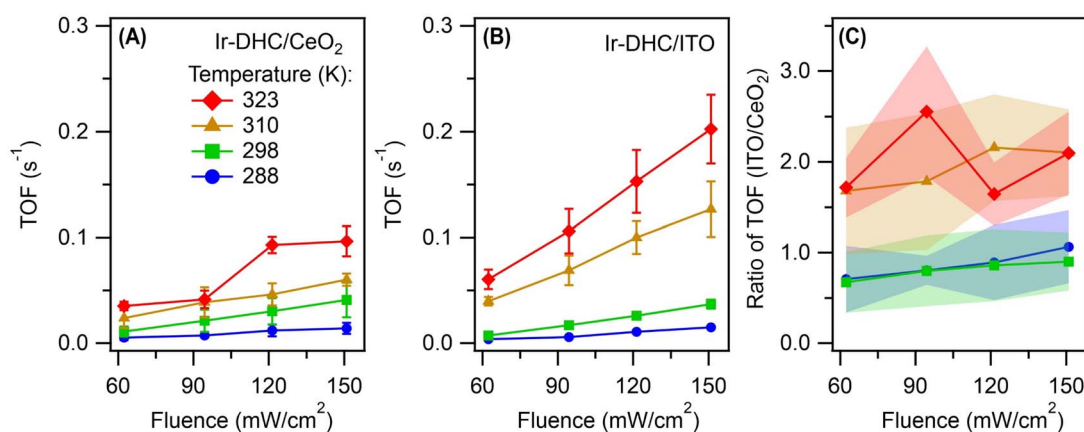 (A)
Ir-DHC/CeO₂
Temperature (K):
323
310
298
288
0.3
0.2
0.1
0.0
TOF (s⁻¹)
60
90
120
150
Fluence (mW/cm²)
(B)
Ir-DHC/ITO
0.3
0.2
0.1
0.0
TOF (s⁻¹)
60
90
120
150
Fluence (mW/cm²)
(C)
3.0
2.0
1.0
0.0
Ratio of TOF (ITO/CeO₂)
60
90
120
150
Fluence (mW/cm²)